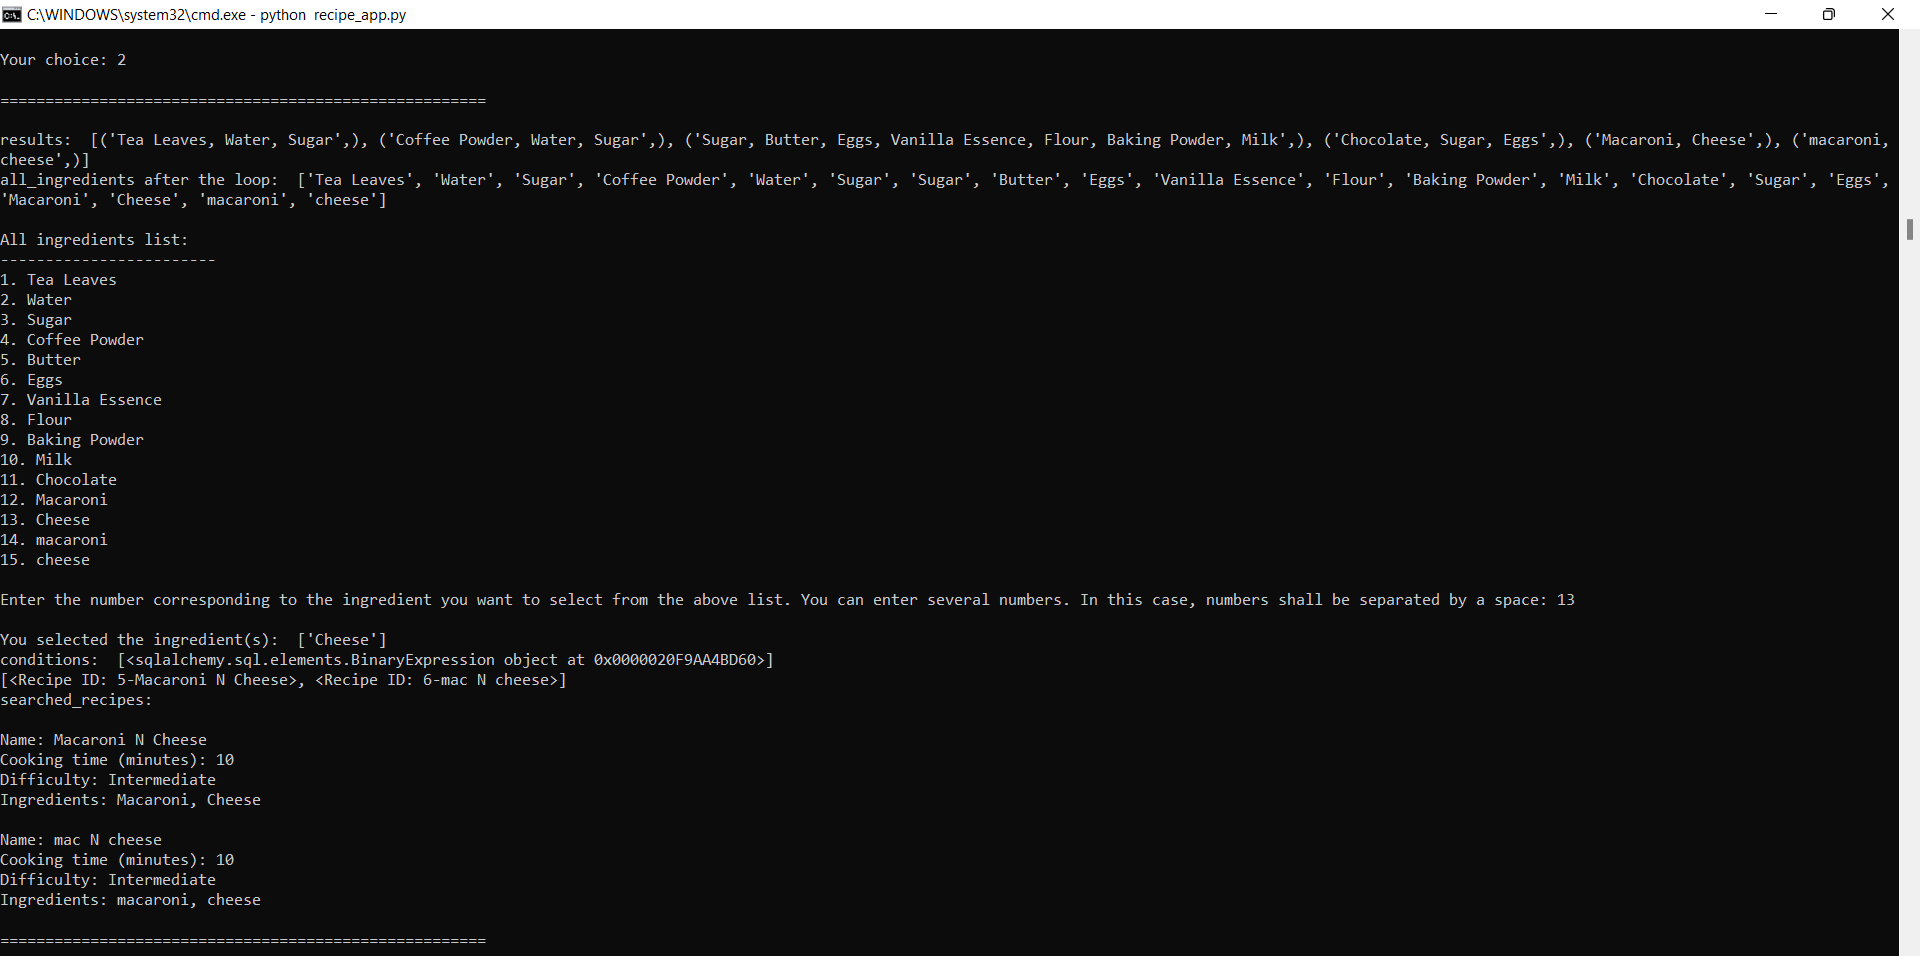 C:\WINDOWS\system32\cmd.exe - python  recipe_app.py
Your choice: 2
======================================================
results:  [('Tea Leaves, Water, Sugar',), ('Coffee Powder, Water, Sugar',), ('Sugar, Butter, Eggs, Vanilla Essence, Flour, Baking Powder, Milk',), ('Chocolate, Sugar, Eggs',), ('Macaroni, Cheese',), ('macaroni,
cheese',)]
all_ingredients after the loop:  ['Tea Leaves', 'Water', 'Sugar', 'Coffee Powder', 'Water', 'Sugar', 'Sugar', 'Butter', 'Eggs', 'Vanilla Essence', 'Flour', 'Baking Powder', 'Milk', 'Chocolate', 'Sugar', 'Eggs',
'Macaroni', 'Cheese', 'macaroni', 'cheese']
All ingredients list:
------------------------
1. Tea Leaves
2. Water
3. Sugar
4. Coffee Powder
5. Butter
6. Eggs
7. Vanilla Essence
8. Flour
9. Baking Powder
10. Milk
11. Chocolate
12. Macaroni
13. Cheese
14. macaroni
15. cheese
Enter the number corresponding to the ingredient you want to select from the above list. You can enter several numbers. In this case, numbers shall be separated by a space: 13
You selected the ingredient(s):  ['Cheese']
conditions:  [<sqlalchemy.sql.elements.BinaryExpression object at 0x0000020F9AA4BD60>]
[<Recipe ID: 5-Macaroni N Cheese>, <Recipe ID: 6-mac N cheese>]
searched_recipes:
Name: Macaroni N Cheese
Cooking time (minutes): 10
Difficulty: Intermediate
Ingredients: Macaroni, Cheese
Name: mac N cheese
Cooking time (minutes): 10
Difficulty: Intermediate
Ingredients: macaroni, cheese
======================================================